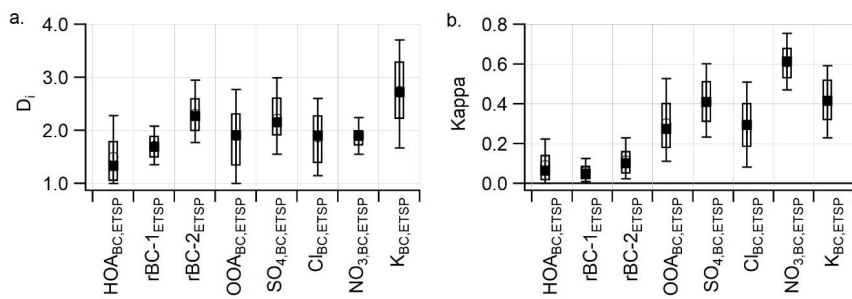 a.
4.0
3.0
2.0
1.0
Di
HOABC,ETSP
rBC-1ETSP
rBC-2ETSP
OOABC,ETSP
SO4,BC,ETSP
ClBC,ETSP
NO3,BC,ETSP
KBC,ETSP
b.
0.8
0.6
0.4
0.2
0.0
Kappa
HOABC,ETSP
rBC-1ETSP
rBC-2ETSP
OOABC,ETSP
SO4,BC,ETSP
ClBC,ETSP
NO3,BC,ETSP
KBC,ETSP